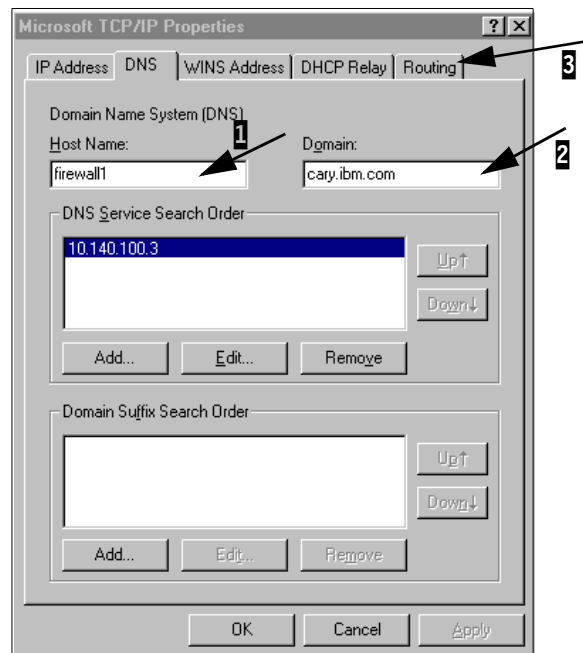 Microsoft TCP/IP Properties ? ×
IP Address DNS WINS Address DHCP Relay Routing
3
Domain Name System (DNS)
1
Host Name: Domain:
2
firewall1 cary.ibm.com
DNS Service Search Order
10.140.100.3
Up↑
Down↓
Add... Edit... Remove
Domain Suffix Search Order
Up↑
Down↓
Add... Edit... Remove
OK Cancel Apply